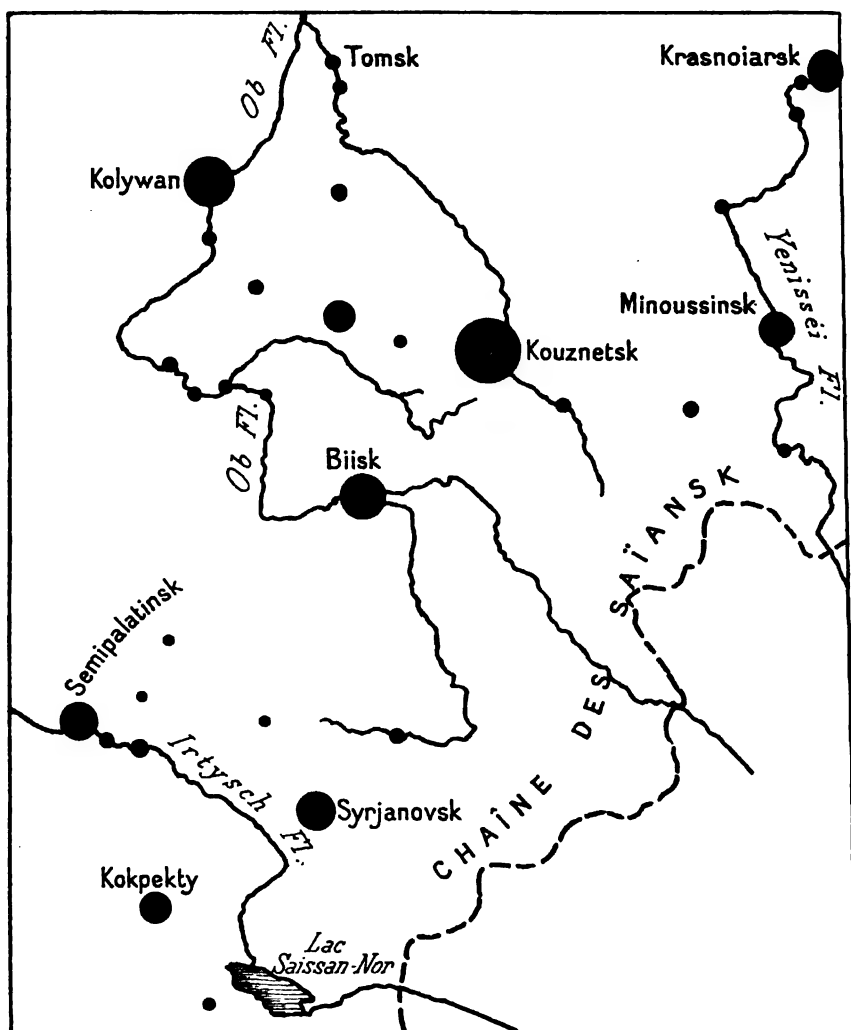 Ob Fl.
Tomsk
Krasnoiarsk
Kolywan
Yenisséi Fl.
Minoussinsk
Kouznetsk
Ob Fl.
Biisk
CHAÎNE DES SAÏANSK
Semipalatinsk
Irtysch Fl.
Syrjanovsk
Kokpekty
Lac
Saissan-Nor